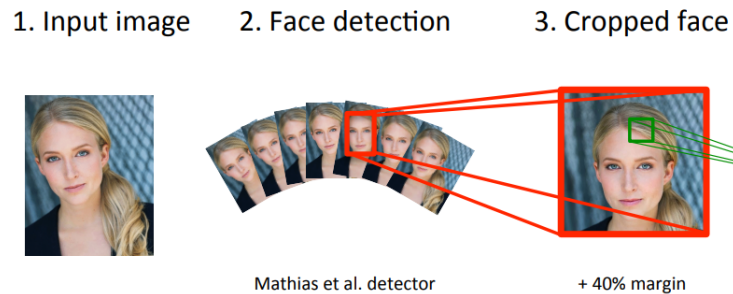 1. Input image
2. Face detection
3. Cropped face
Mathias et al. detector
+ 40% margin